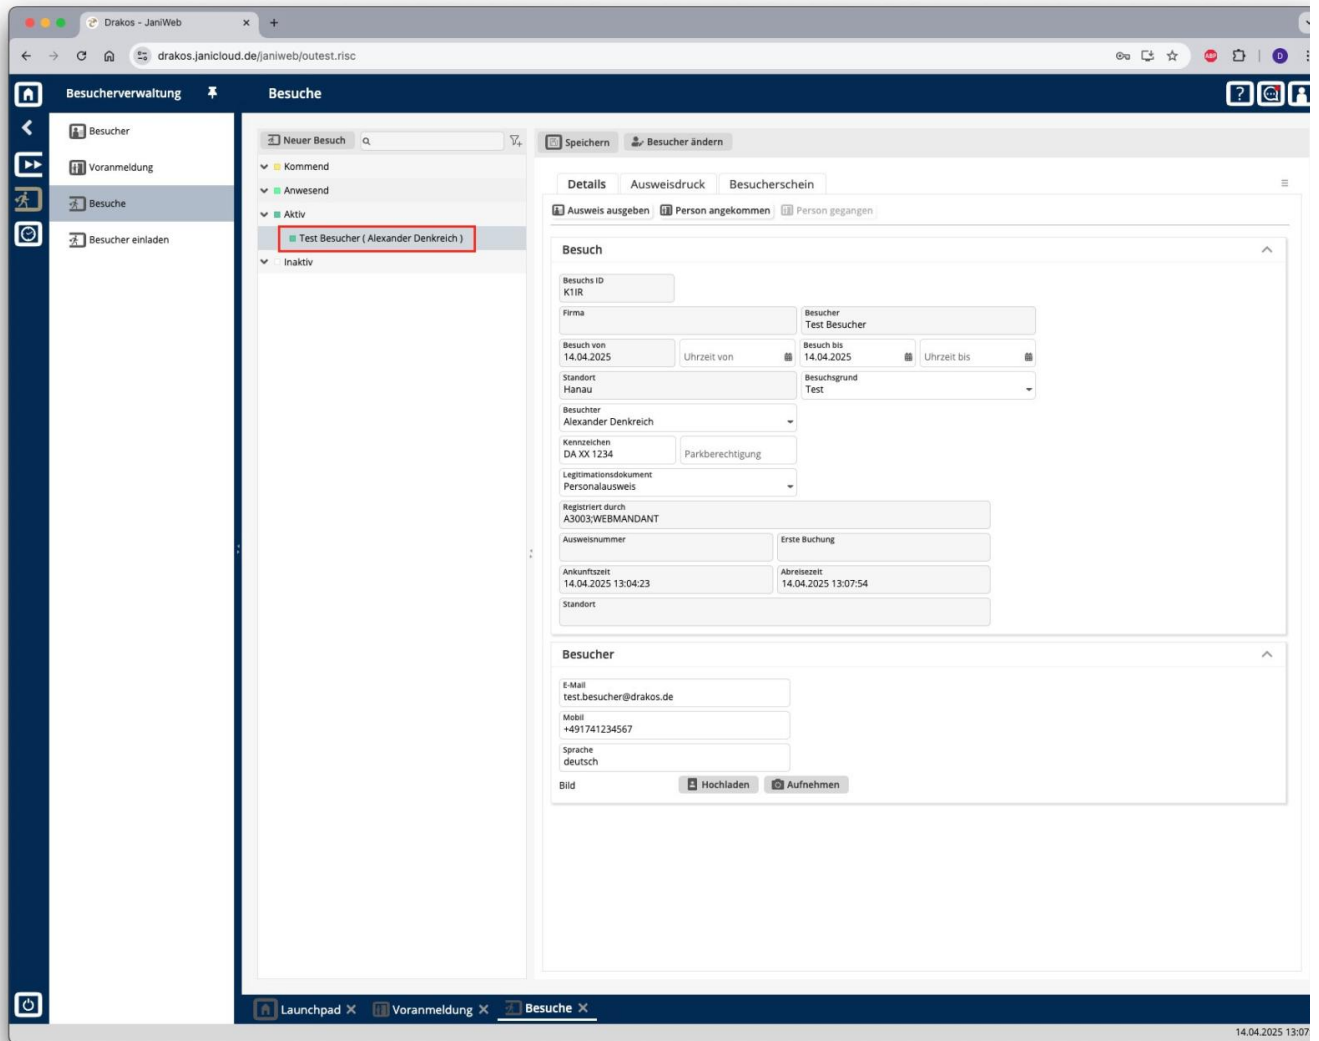 Drakos - JaniWeb
drakos.janicloud.de/janiweb/outest.risc
ABP
D
Besucherverwaltung
Besuche
?
Besucher
Voranmeldung
Besuche
Besucher einladen
Neuer Besuch
Kommend
Anwesend
Aktiv
Test Besucher ( Alexander Denkreich )
Inaktiv
Speichern
Besucher ändern
Details
Ausweisdruck
Besucherschein
Ausweis ausgeben
Person angekommen
Person gegangen
Besuch
Besuchs ID
K1IR
Firma
Besucher
Test Besucher
Besuch von
14.04.2025
Uhrzeit von
Besuch bis
14.04.2025
Uhrzeit bis
Standort
Hanau
Besuchsgrund
Test
Besuchter
Alexander Denkreich
Kennzeichen
DA XX 1234
Parkberechtigung
Legitimationsdokument
Personalausweis
Registriert durch
A3003;WEBMANDANT
Ausweisnummer
Erste Buchung
Ankunftszeit
14.04.2025 13:04:23
Abreisezeit
14.04.2025 13:07:54
Standort
Besucher
E-Mail
test.besucher@drakos.de
Mobil
+491741234567
Sprache
deutsch
Bild
Hochladen
Aufnehmen
Launchpad
Voranmeldung
Besuche
14.04.2025 13:07